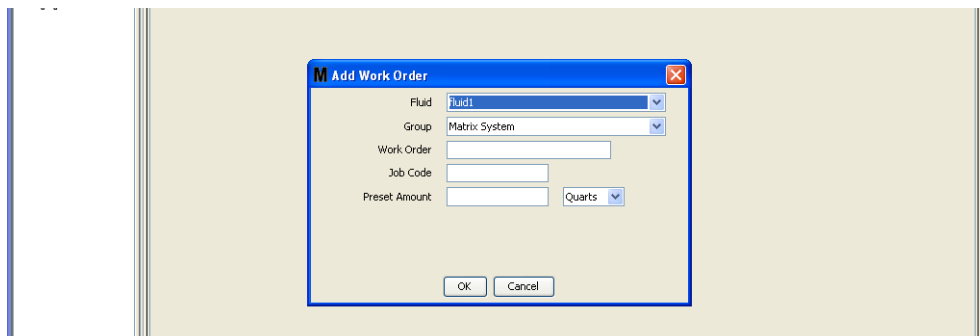 M Add Work Order
Fluid fluid1
Group Matrix System
Work Order
Job Code
Preset Amount Quarts
OK Cancel